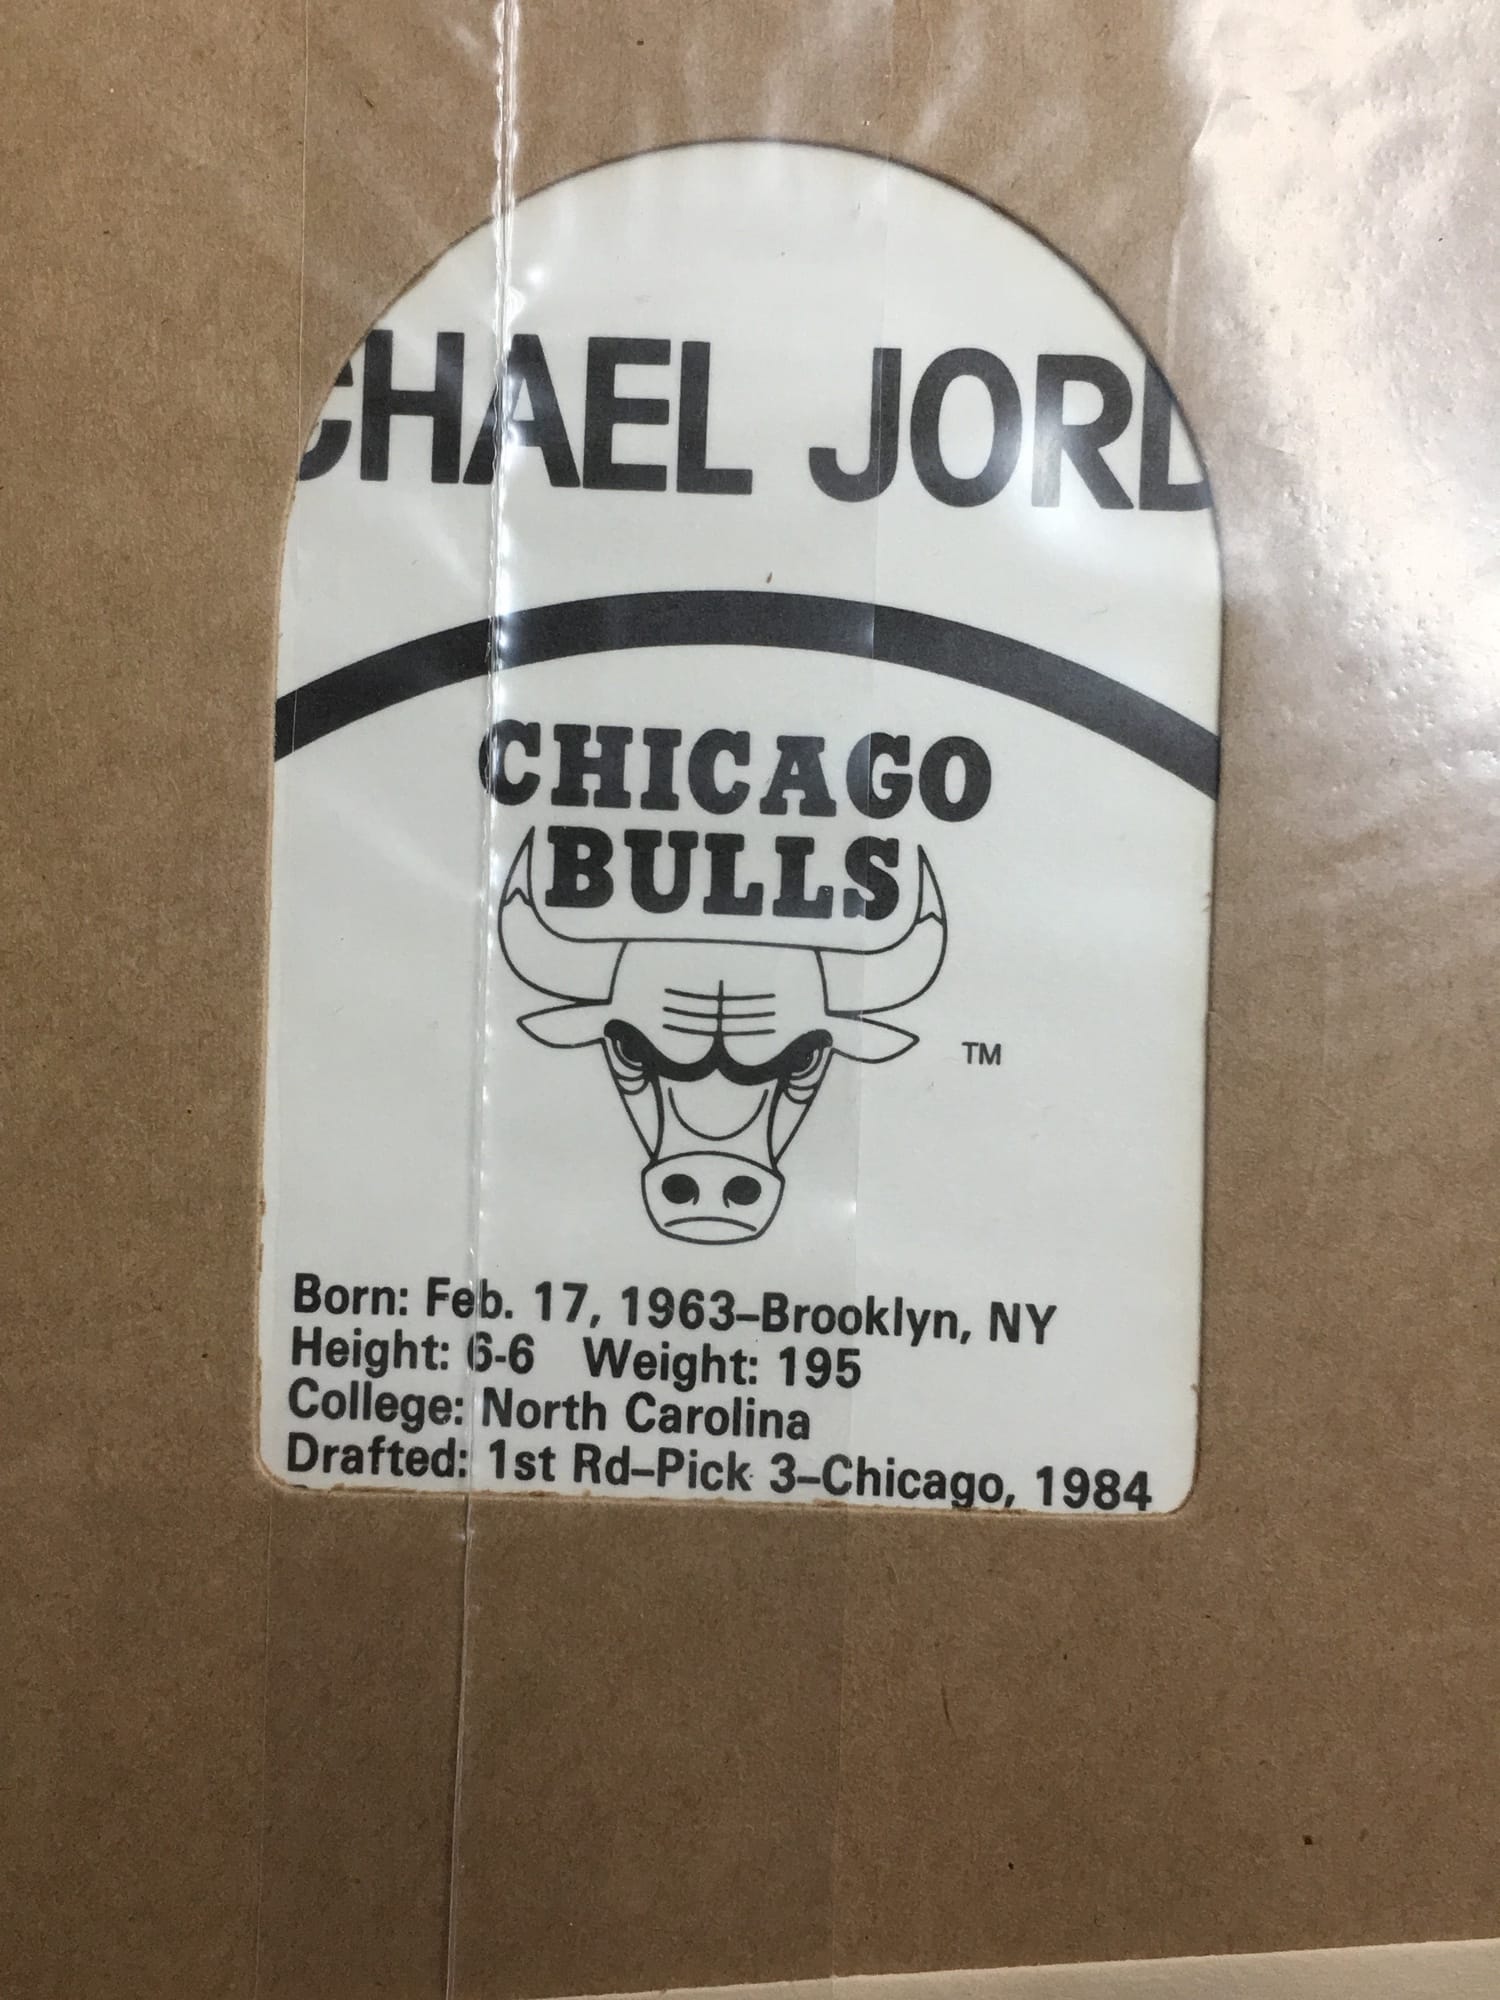 CHAEL JORD
CHICAGO
BULLS
TM
Born: Feb. 17, 1963–Brooklyn, NY
Height: 6-6 Weight: 195
College: North Carolina
Drafted: 1st Rd–Pick 3–Chicago, 1984